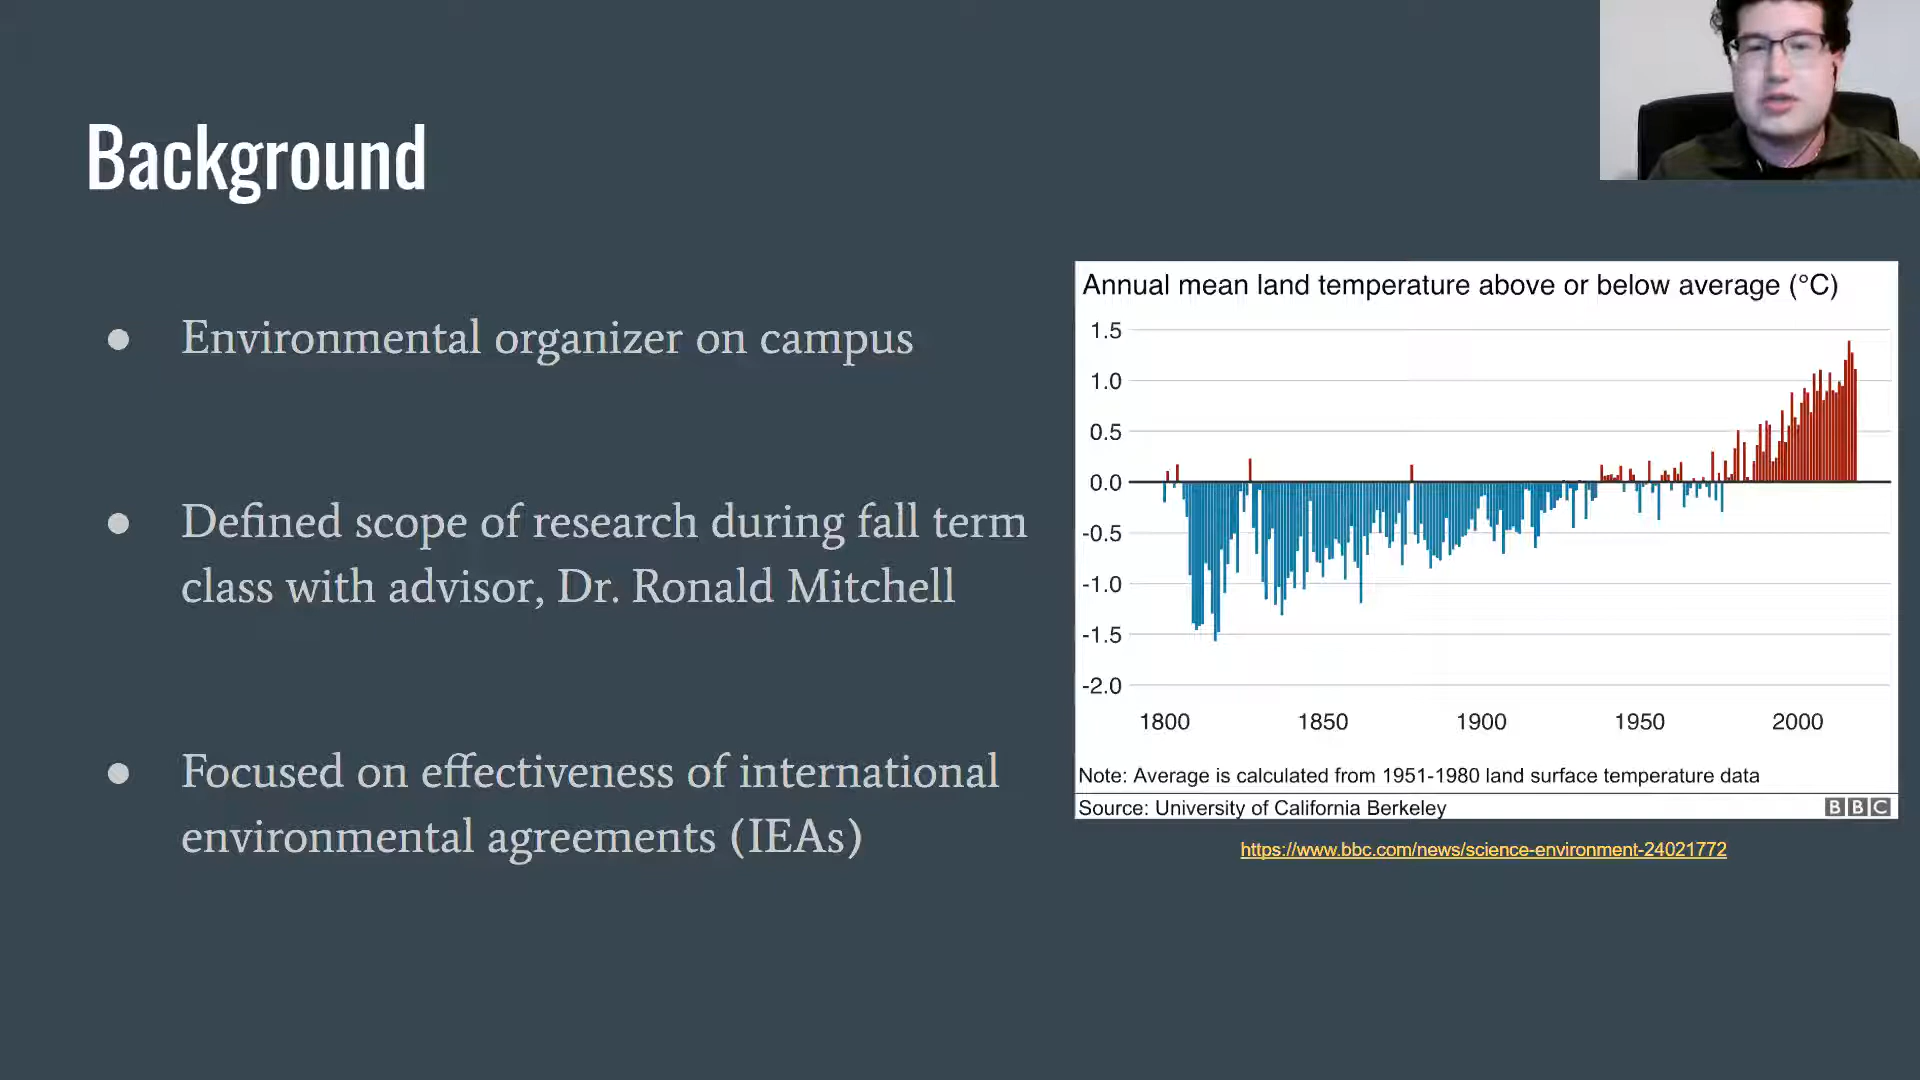 Background
● Environmental organizer on campus
● Defined scope of research during fall term
class with advisor, Dr. Ronald Mitchell
● Focused on effectiveness of international
environmental agreements (IEAs)
Annual mean land temperature above or below average (°C)
1.5
1.0
0.5
0.0
-0.5
-1.0
-1.5
-2.0
1800 1850 1900 1950 2000
Note: Average is calculated from 1951-1980 land surface temperature data
Source: University of California Berkeley BBC
https://www.bbc.com/news/science-environment-24021772